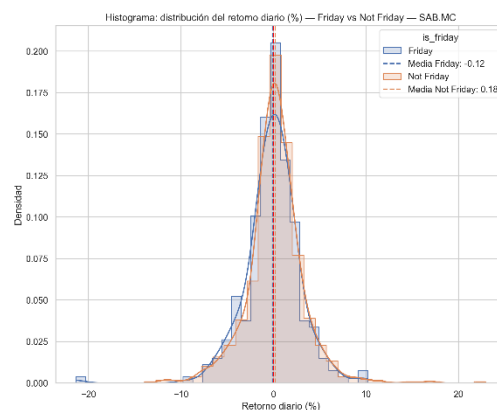 Histograma: distribución del retorno diario (%) — Friday vs Not Friday — SAB.MC
is_friday
Friday
Media Friday: -0.12
Not Friday
Media Not Friday: 0.18
0.200
0.175
0.150
0.125
0.100
0.075
0.050
0.025
0.000
Densidad
−20
−10
0
10
20
Retorno diario (%)